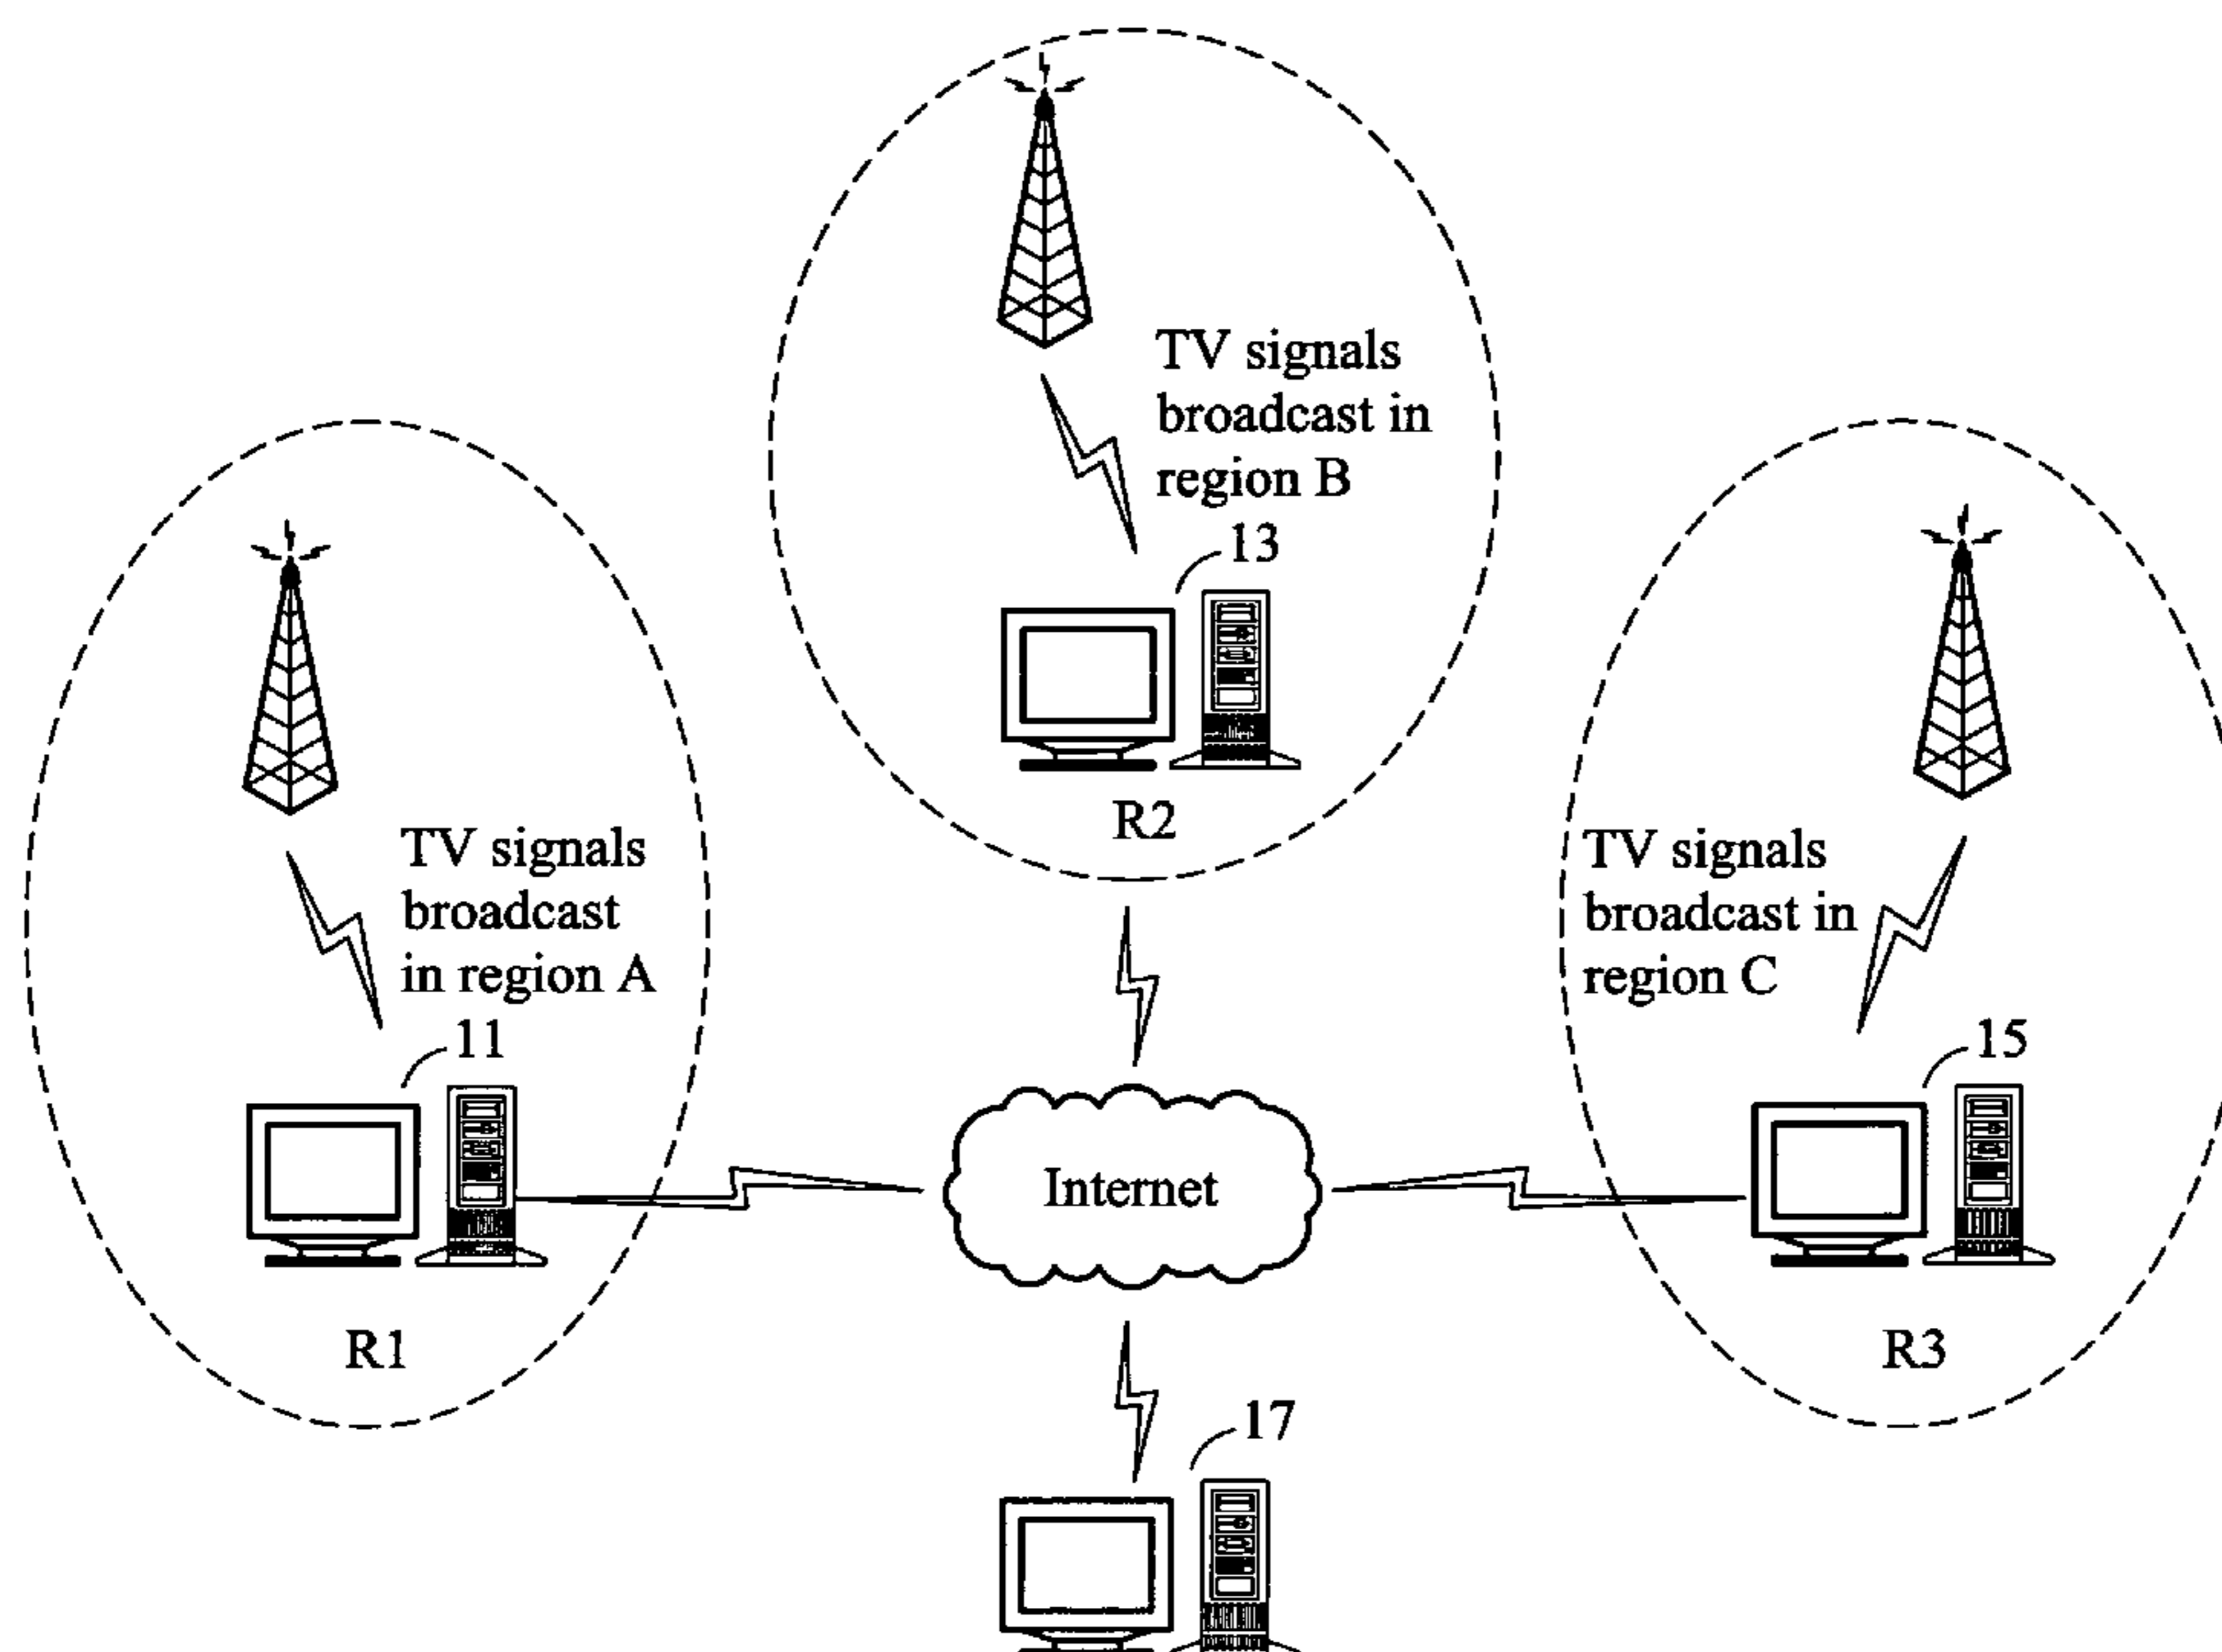 TV signals
broadcast in
region B
13
R2
TV signals
broadcast
in region A
11
R1
TV signals
broadcast in
region C
15
R3
Internet
17